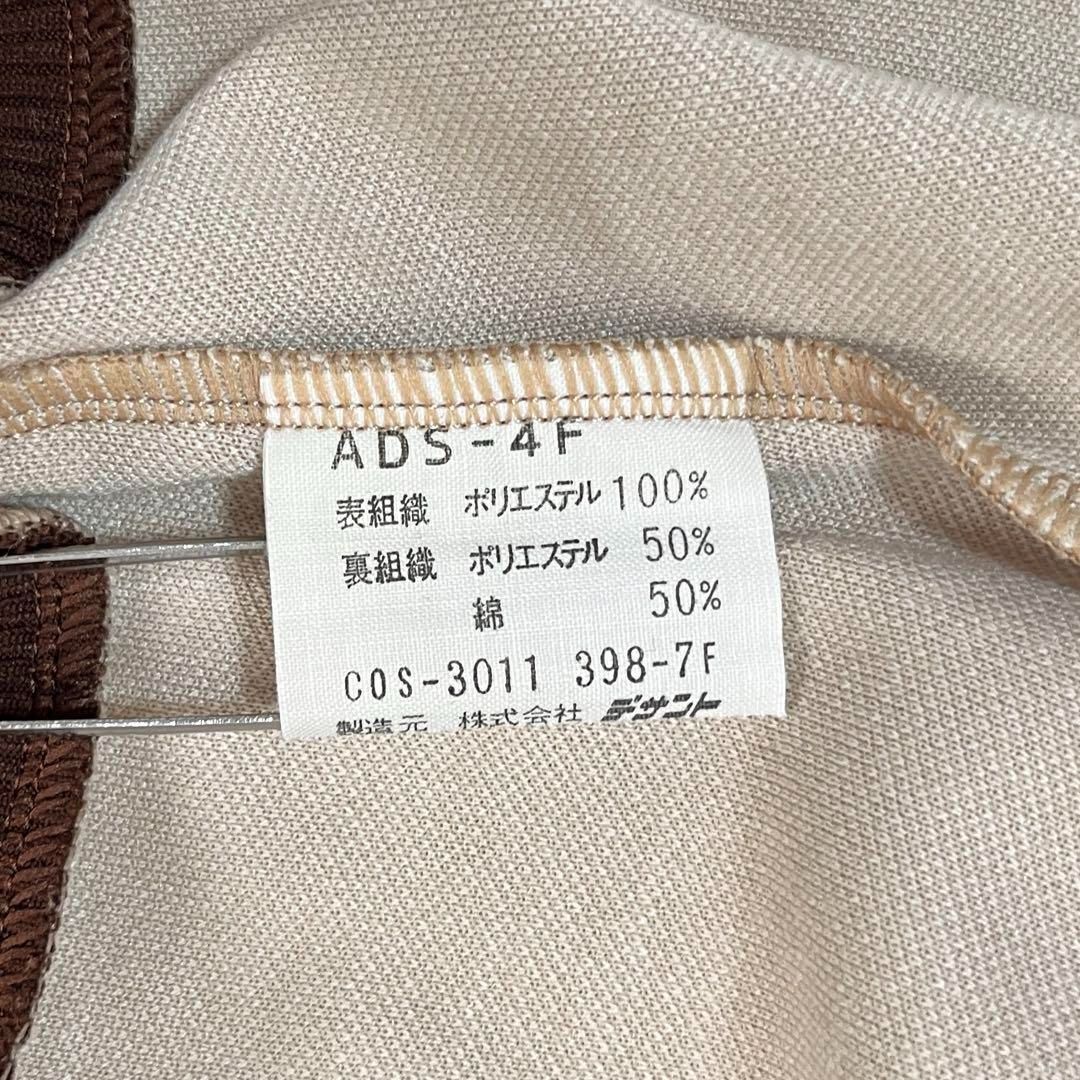 ADS-4F
表組織 ポリエステル 100%
裏組織 ポリエステル 50%
綿 50%
COS-3011 398-7F
製造元 株式会社 デサント